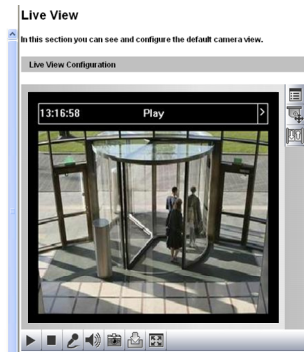 Live View
In this section you can see and configure the default camera view.
Live View Configuration
13:16:58 Play >